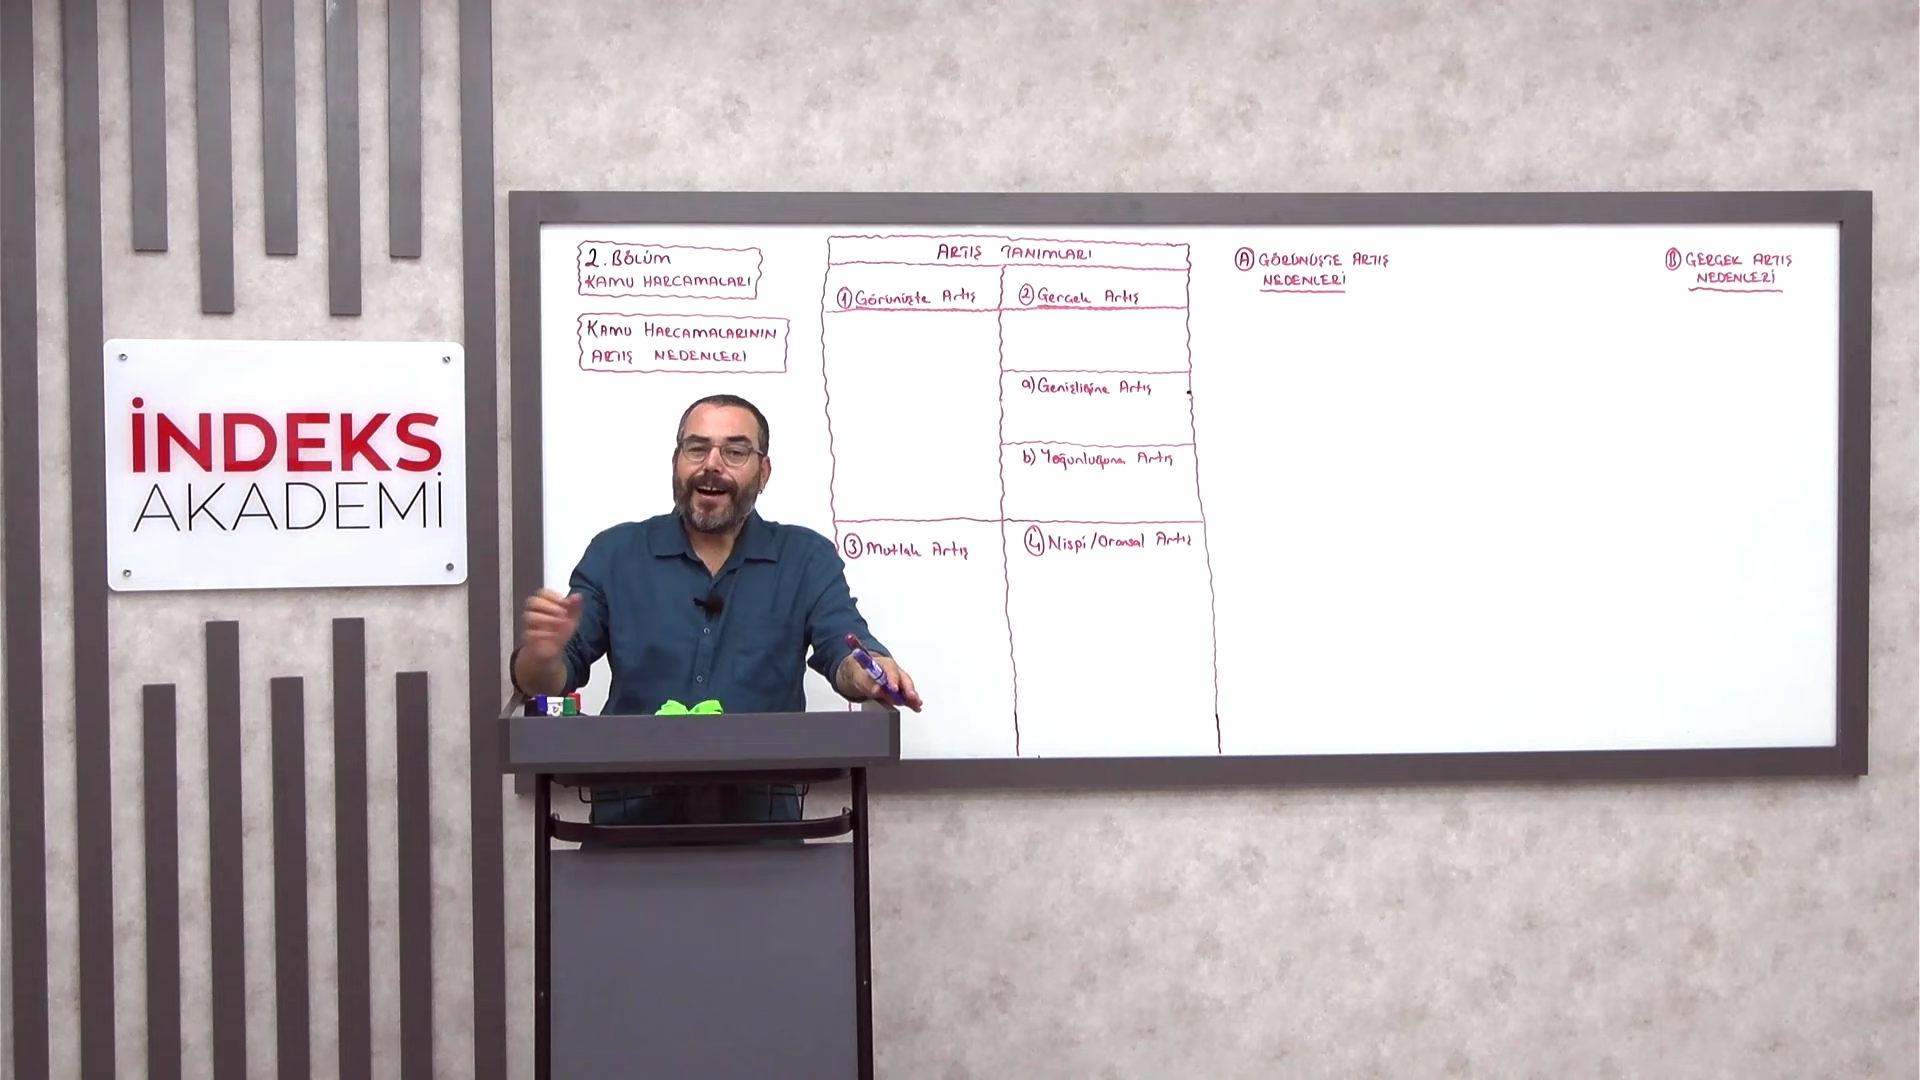 İNDEKS
AKADEMİ
2. BÖLÜM
KAMU HARCAMALARI
KAMU HARCAMALARININ
ARTIŞ NEDENLERİ
ARTIŞ TANIMLARI
① Görünüşte Artış
② Gerçek Artış
a) Genişliğine Artış
b) Yoğunluğuna Artış
③ Mutlak Artış
④ Nispi/Oransal Artış
Ⓐ GÖRÜNÜŞTE ARTIŞ
NEDENLERİ
Ⓑ GERÇEK ARTIŞ
NEDENLERİ